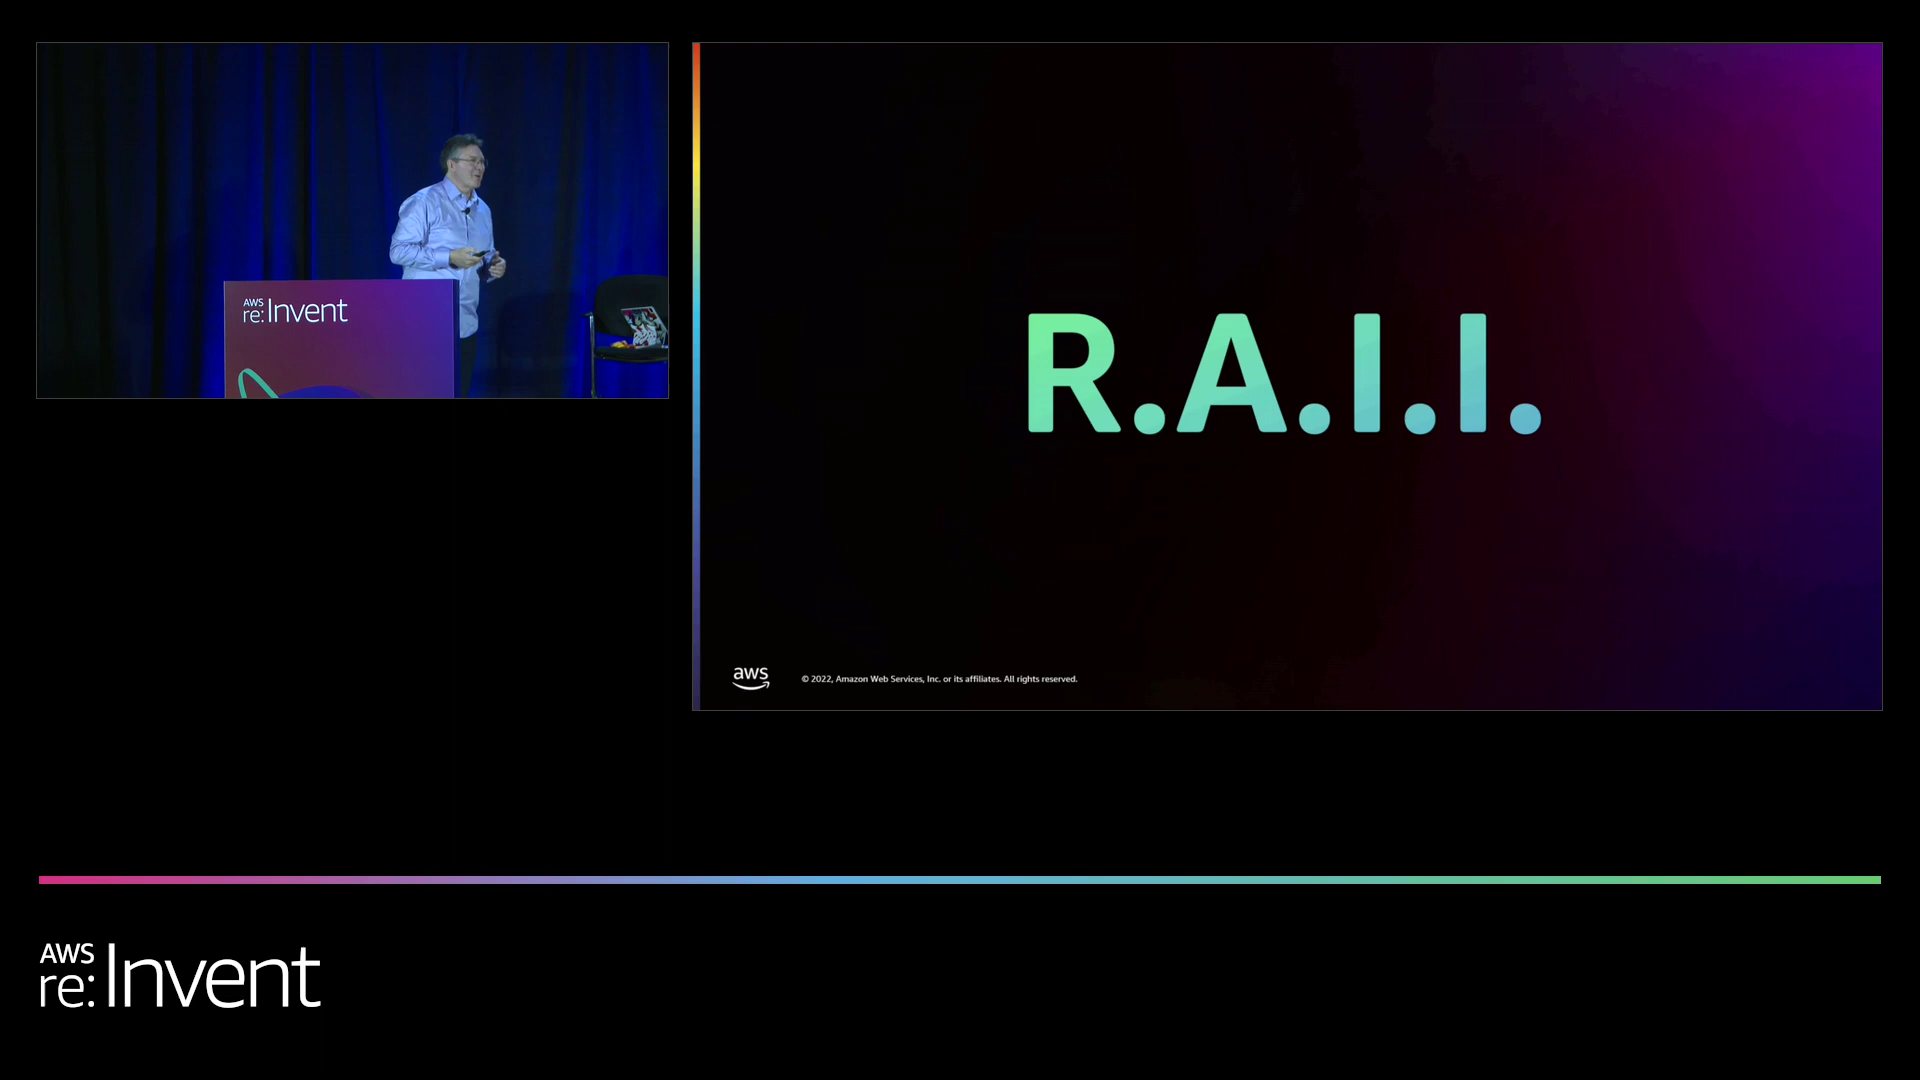 AWS
re:Invent
R.A.I.I.
aws
© 2022, Amazon Web Services, Inc. or its affiliates. All rights reserved.
AWS
re:Invent